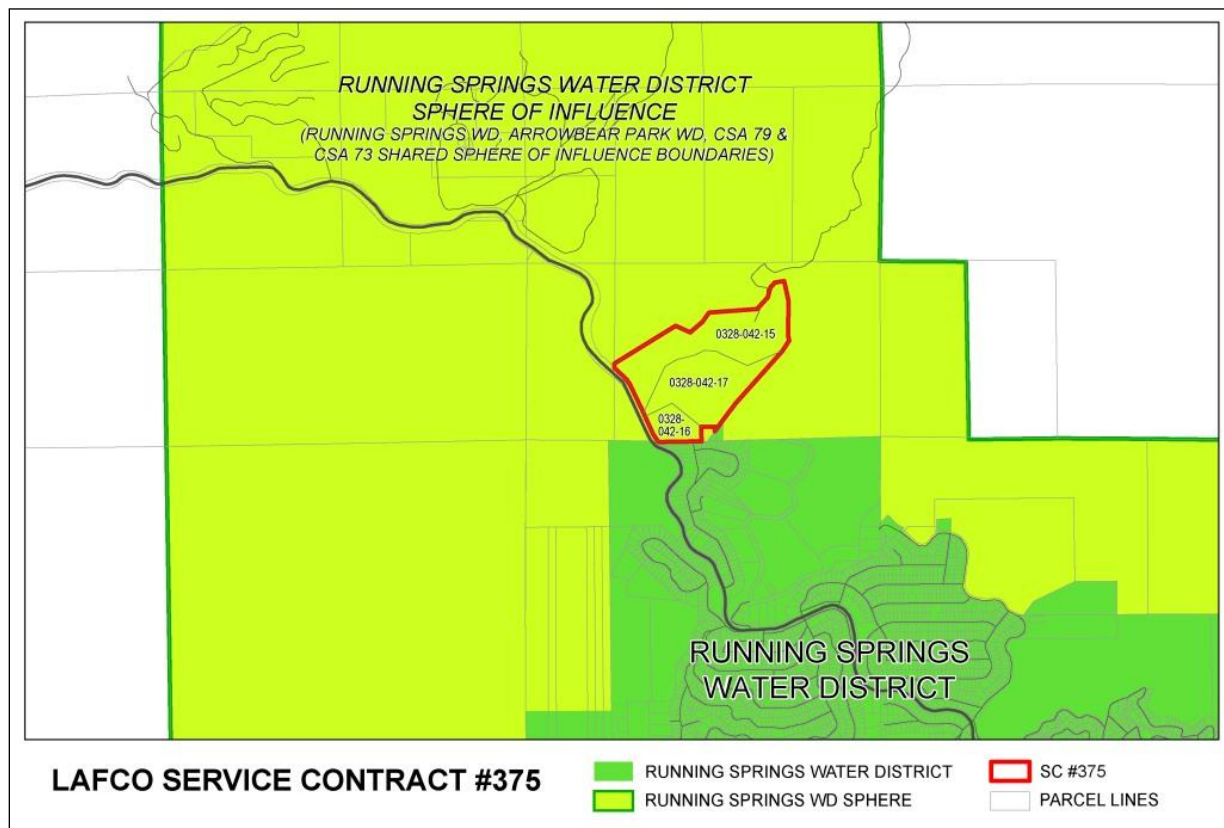 RUNNING SPRINGS WATER DISTRICT
SPHERE OF INFLUENCE
(RUNNING SPRINGS WD, ARROWBEAR PARK WD, CSA 79 &
CSA 73 SHARED SPHERE OF INFLUENCE BOUNDARIES)
0328-042-15
0328-042-17
0328-
042-16
RUNNING SPRINGS
WATER DISTRICT
LAFCO SERVICE CONTRACT #375
RUNNING SPRINGS WATER DISTRICT
RUNNING SPRINGS WD SPHERE
SC #375
PARCEL LINES